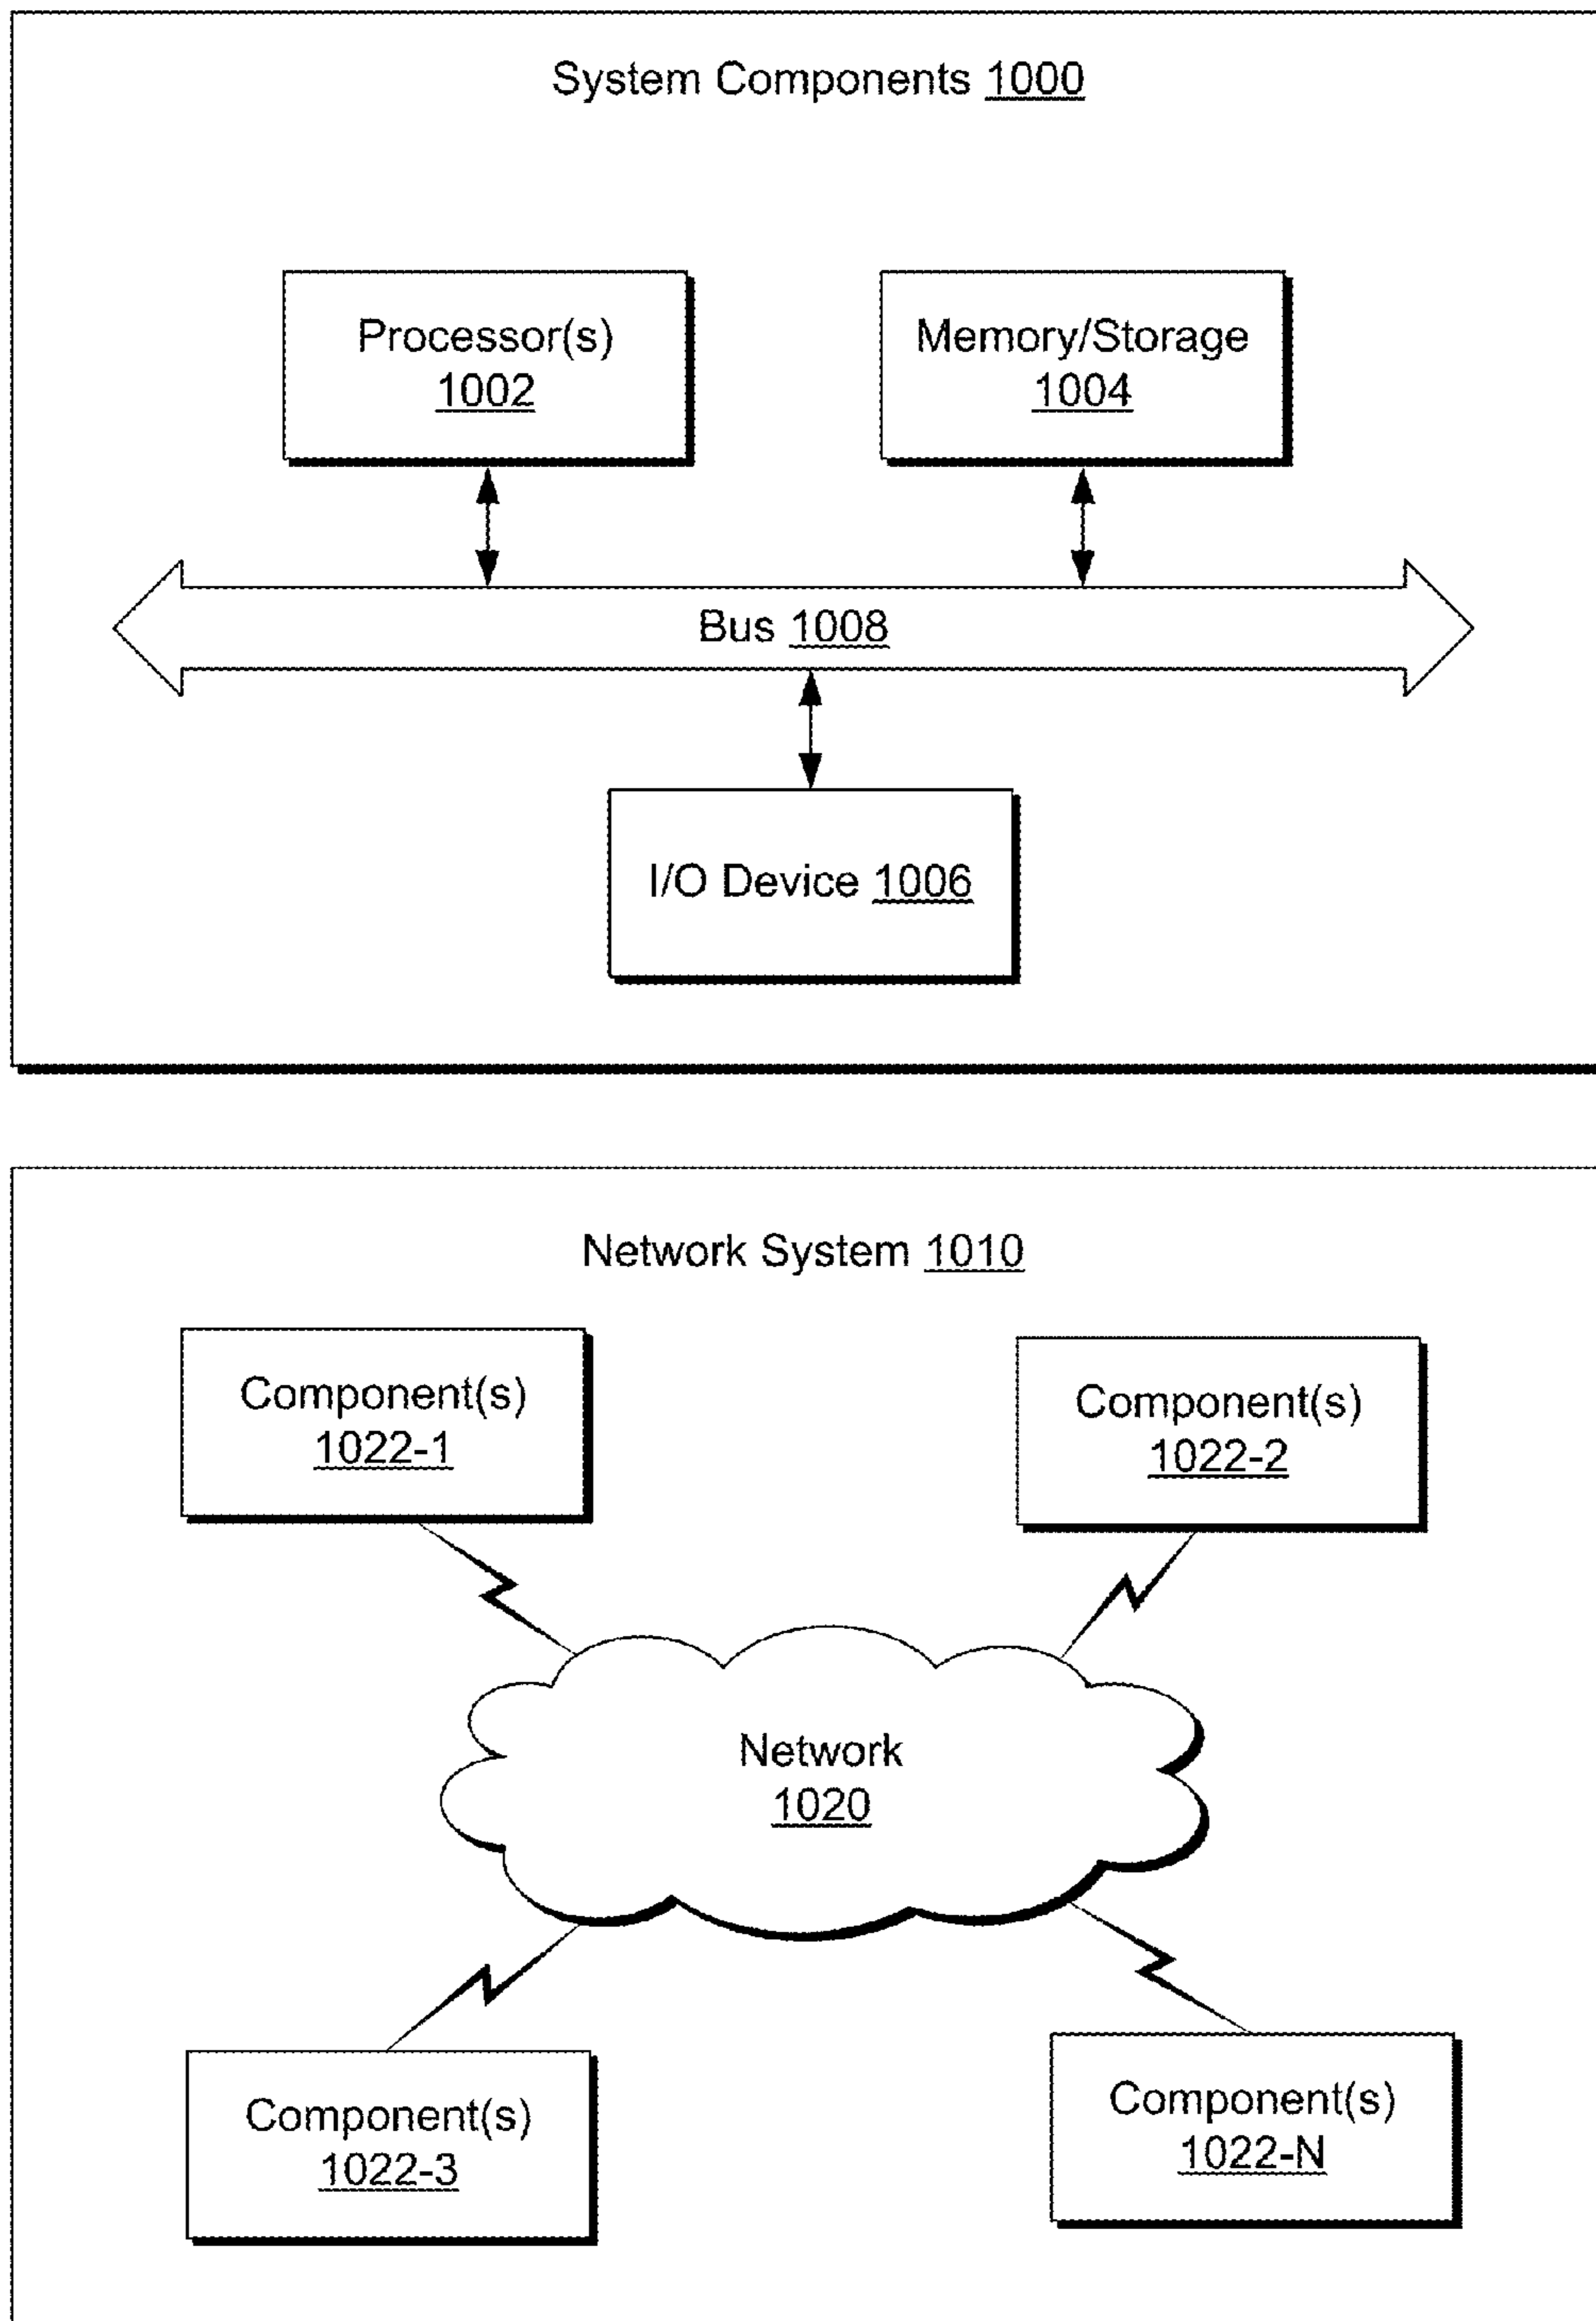 System Components 1000
Processor(s)
1002
Memory/Storage
1004
Bus 1008
I/O Device 1006
Network System 1010
Component(s)
1022-1
Component(s)
1022-2
Network
1020
Component(s)
1022-3
Component(s)
1022-N